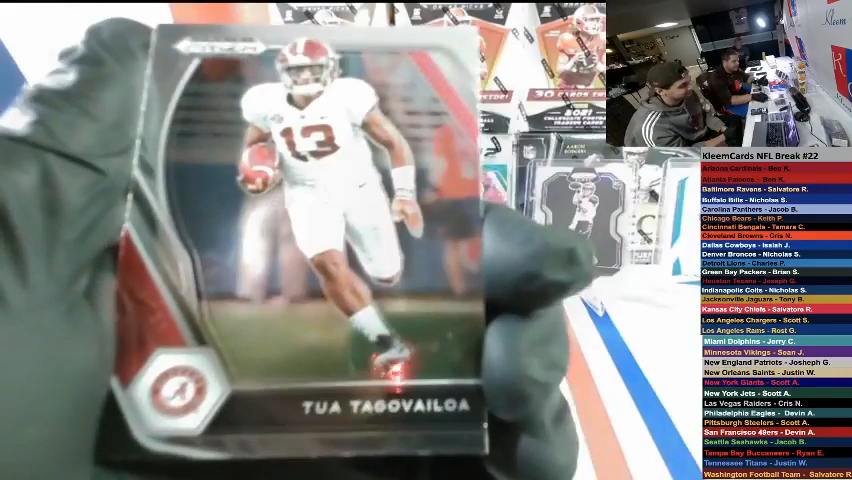 13
TUA TAGOVAILOA
A
30 CARDS
2021
AARON
Kleem
KleemCards NFL Break #22
Arizona Cardinals - Ben K.
Atlanta Falcons - Ben K.
Baltimore Ravens - Salvatore R.
Buffalo Bills - Nicholas S.
Carolina Panthers - Jacob B.
Chicago Bears - Keith P.
Cincinnati Bengals - Tamara C.
Cleveland Browns - Cris N.
Dallas Cowboys - Isaiah J.
Denver Broncos - Nicholas S.
Detroit Lions - Charles P.
Green Bay Packers - Brian S.
Houston Texans - Joseph G.
Indianapolis Colts - Nicholas S.
Jacksonville Jaguars - Tony B.
Kansas City Chiefs - Salvatore R.
Los Angeles Chargers - Scott S.
Los Angeles Rams - Rost G.
Miami Dolphins - Jerry C.
Minnesota Vikings - Sean J.
New England Patriots - Josheph G.
New Orleans Saints - Justin W.
New York Giants - Scott A.
New York Jets - Scott A.
Las Vegas Raiders - Cris N.
Philadelphia Eagles - Devin A.
Pittsburg Steelers - Scott A.
San Francisco 49ers - Devin A.
Seattle Seahawks - Jacob B.
Tampa Bay Buccaneers - Ryan E.
Tennessee Titans - Justin W.
Washington Football Team - Salvatore R